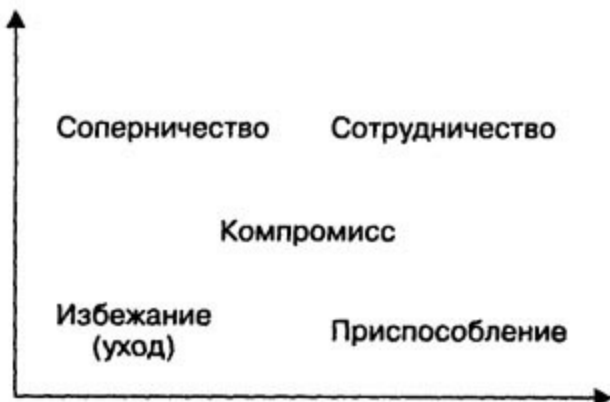 Соперничество Сотрудничество
Компромисс
Избежание
(уход)
Приспособление